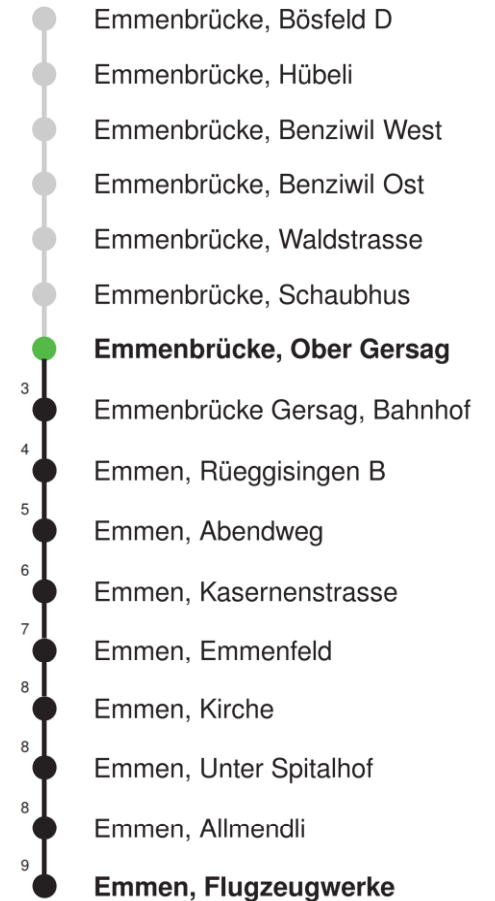 Emmenbrücke, Bösfeld D
Emmenbrücke, Hübeli
Emmenbrücke, Benziwil West
Emmenbrücke, Benziwil Ost
Emmenbrücke, Waldstrasse
Emmenbrücke, Schaubhus
Emmenbrücke, Ober Gersag
3 Emmenbrücke Gersag, Bahnhof
4 Emmen, Rüeggisingen B
5 Emmen, Abendweg
6 Emmen, Kasernenstrasse
7 Emmen, Emmenfeld
8 Emmen, Kirche
8 Emmen, Unter Spitalhof
8 Emmen, Allmendli
9 Emmen, Flugzeugwerke